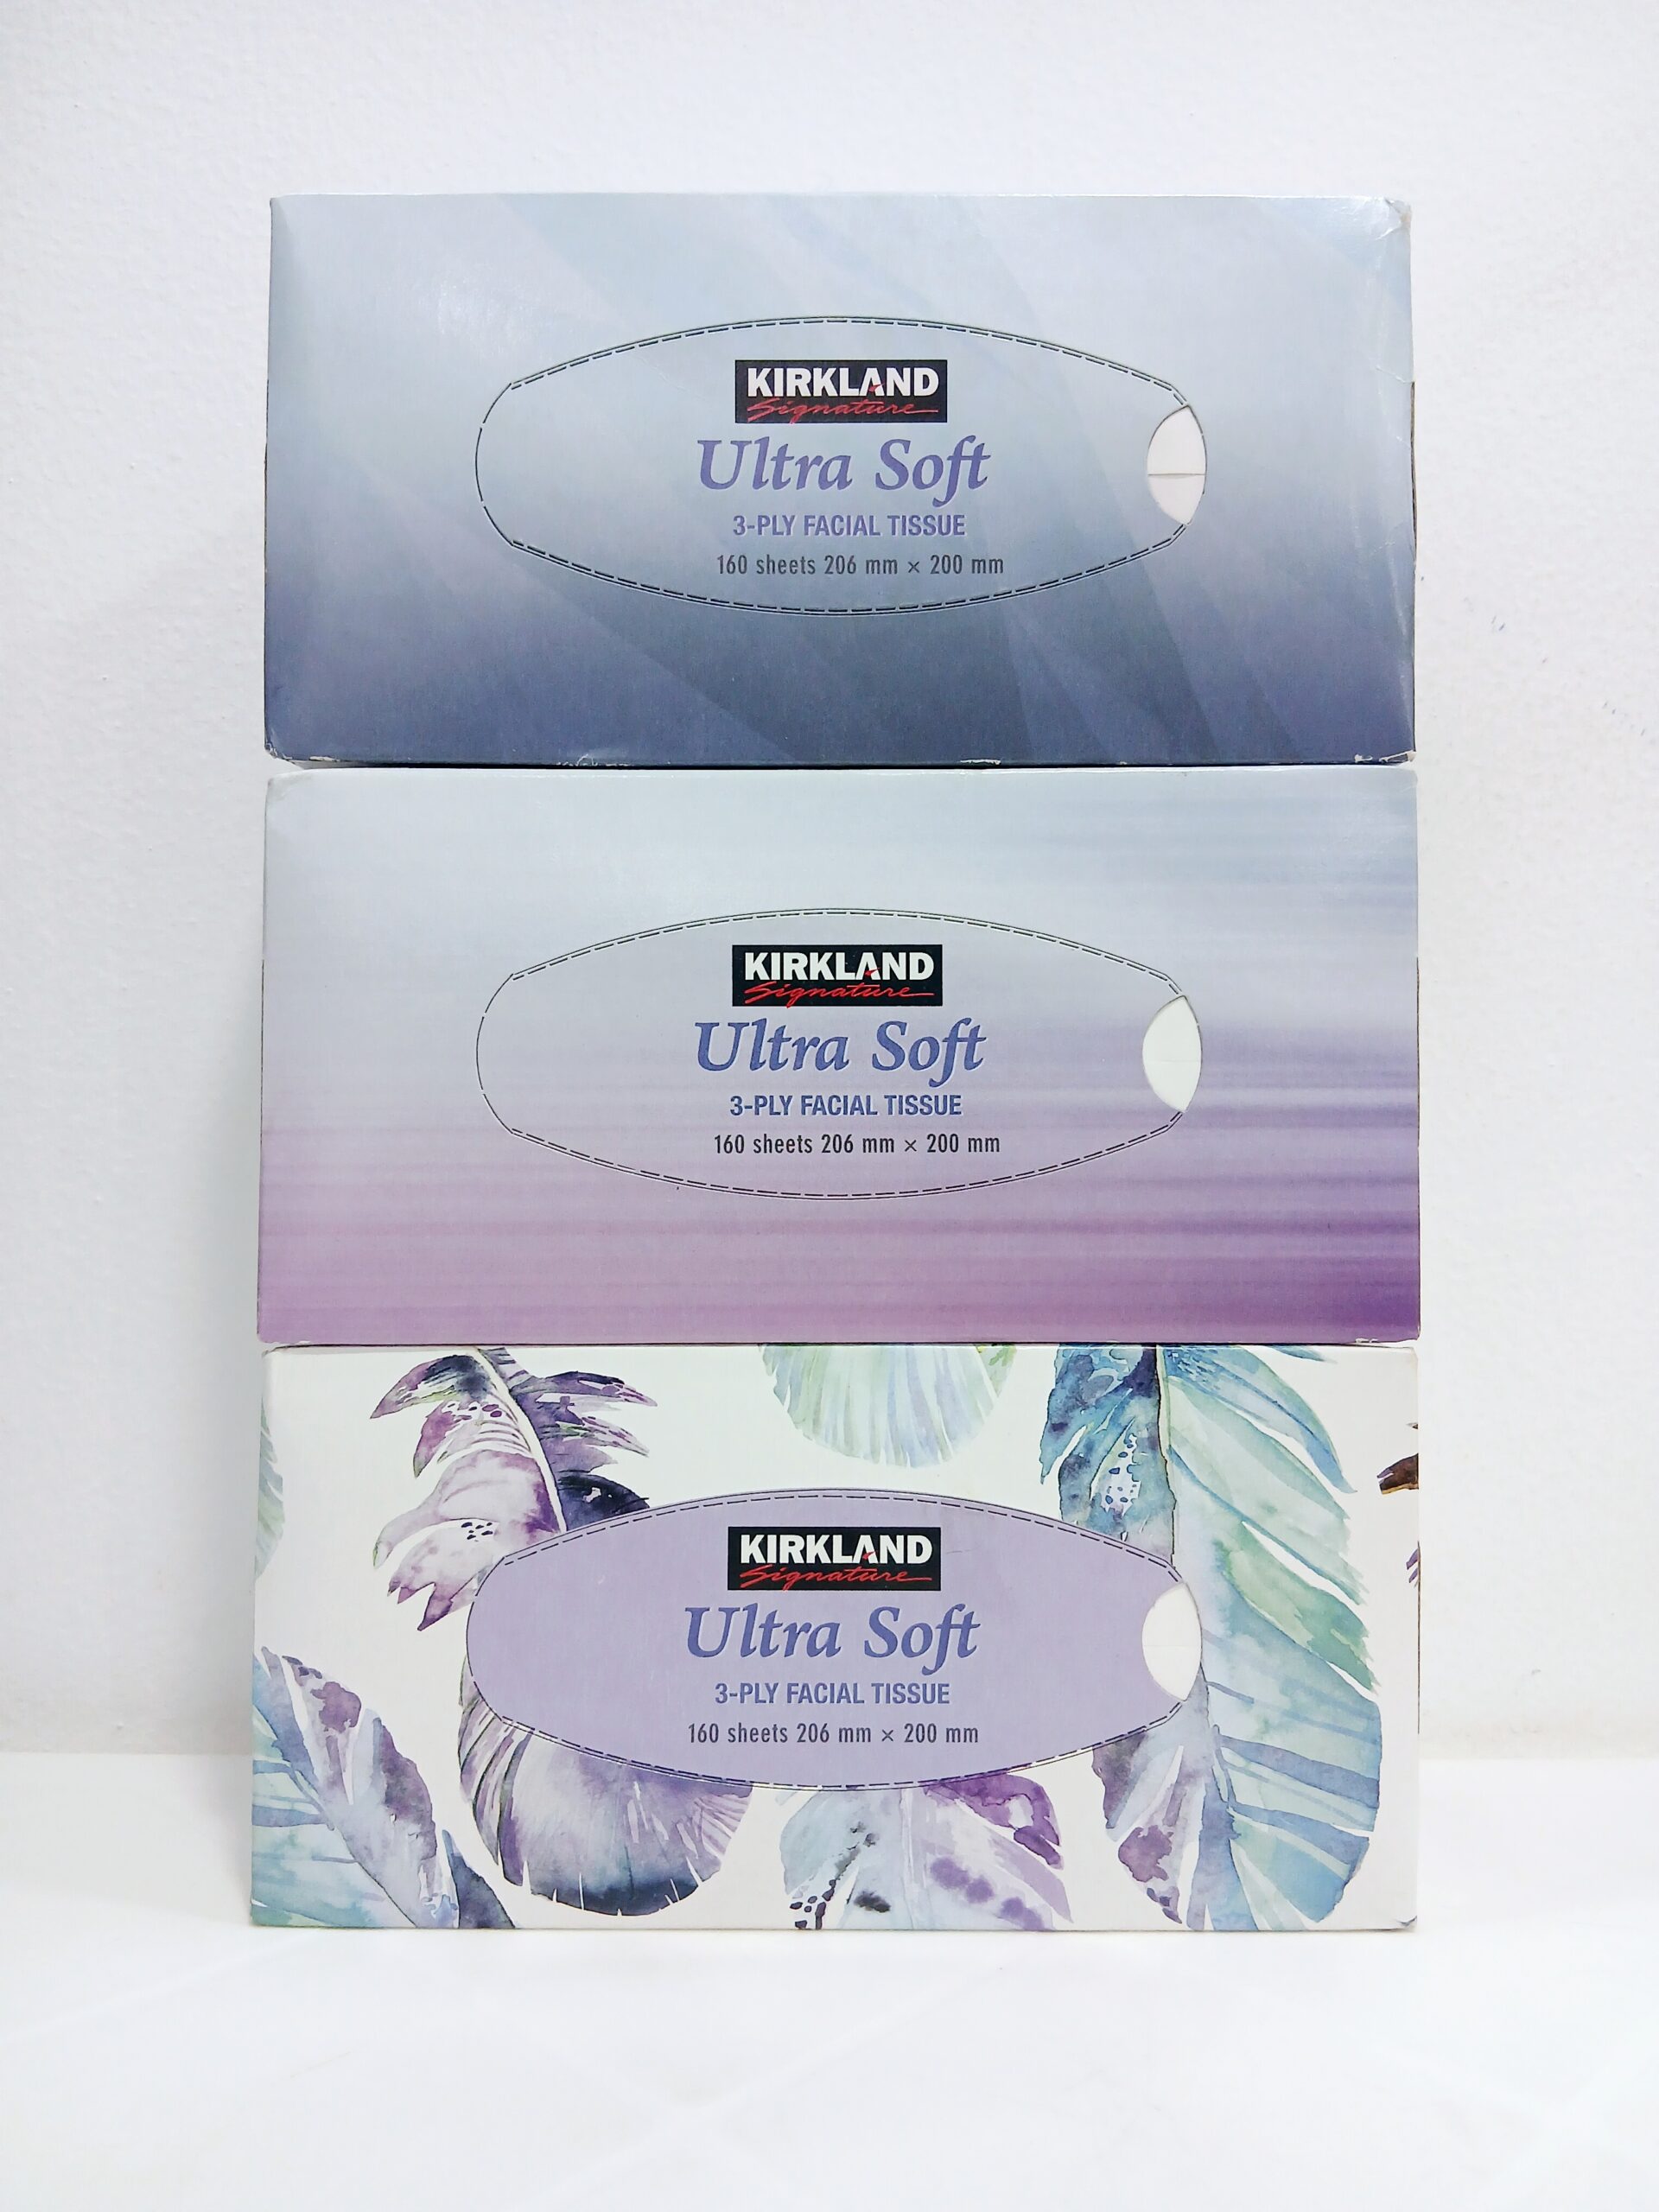 KIRKLAND
Signature
Ultra Soft
3-PLY FACIAL TISSUE
160 sheets 206 mm × 200 mm
KIRKLAND
Signature
Ultra Soft
3-PLY FACIAL TISSUE
160 sheets 206 mm × 200 mm
KIRKLAND
Signature
Ultra Soft
3-PLY FACIAL TISSUE
160 sheets 206 mm × 200 mm